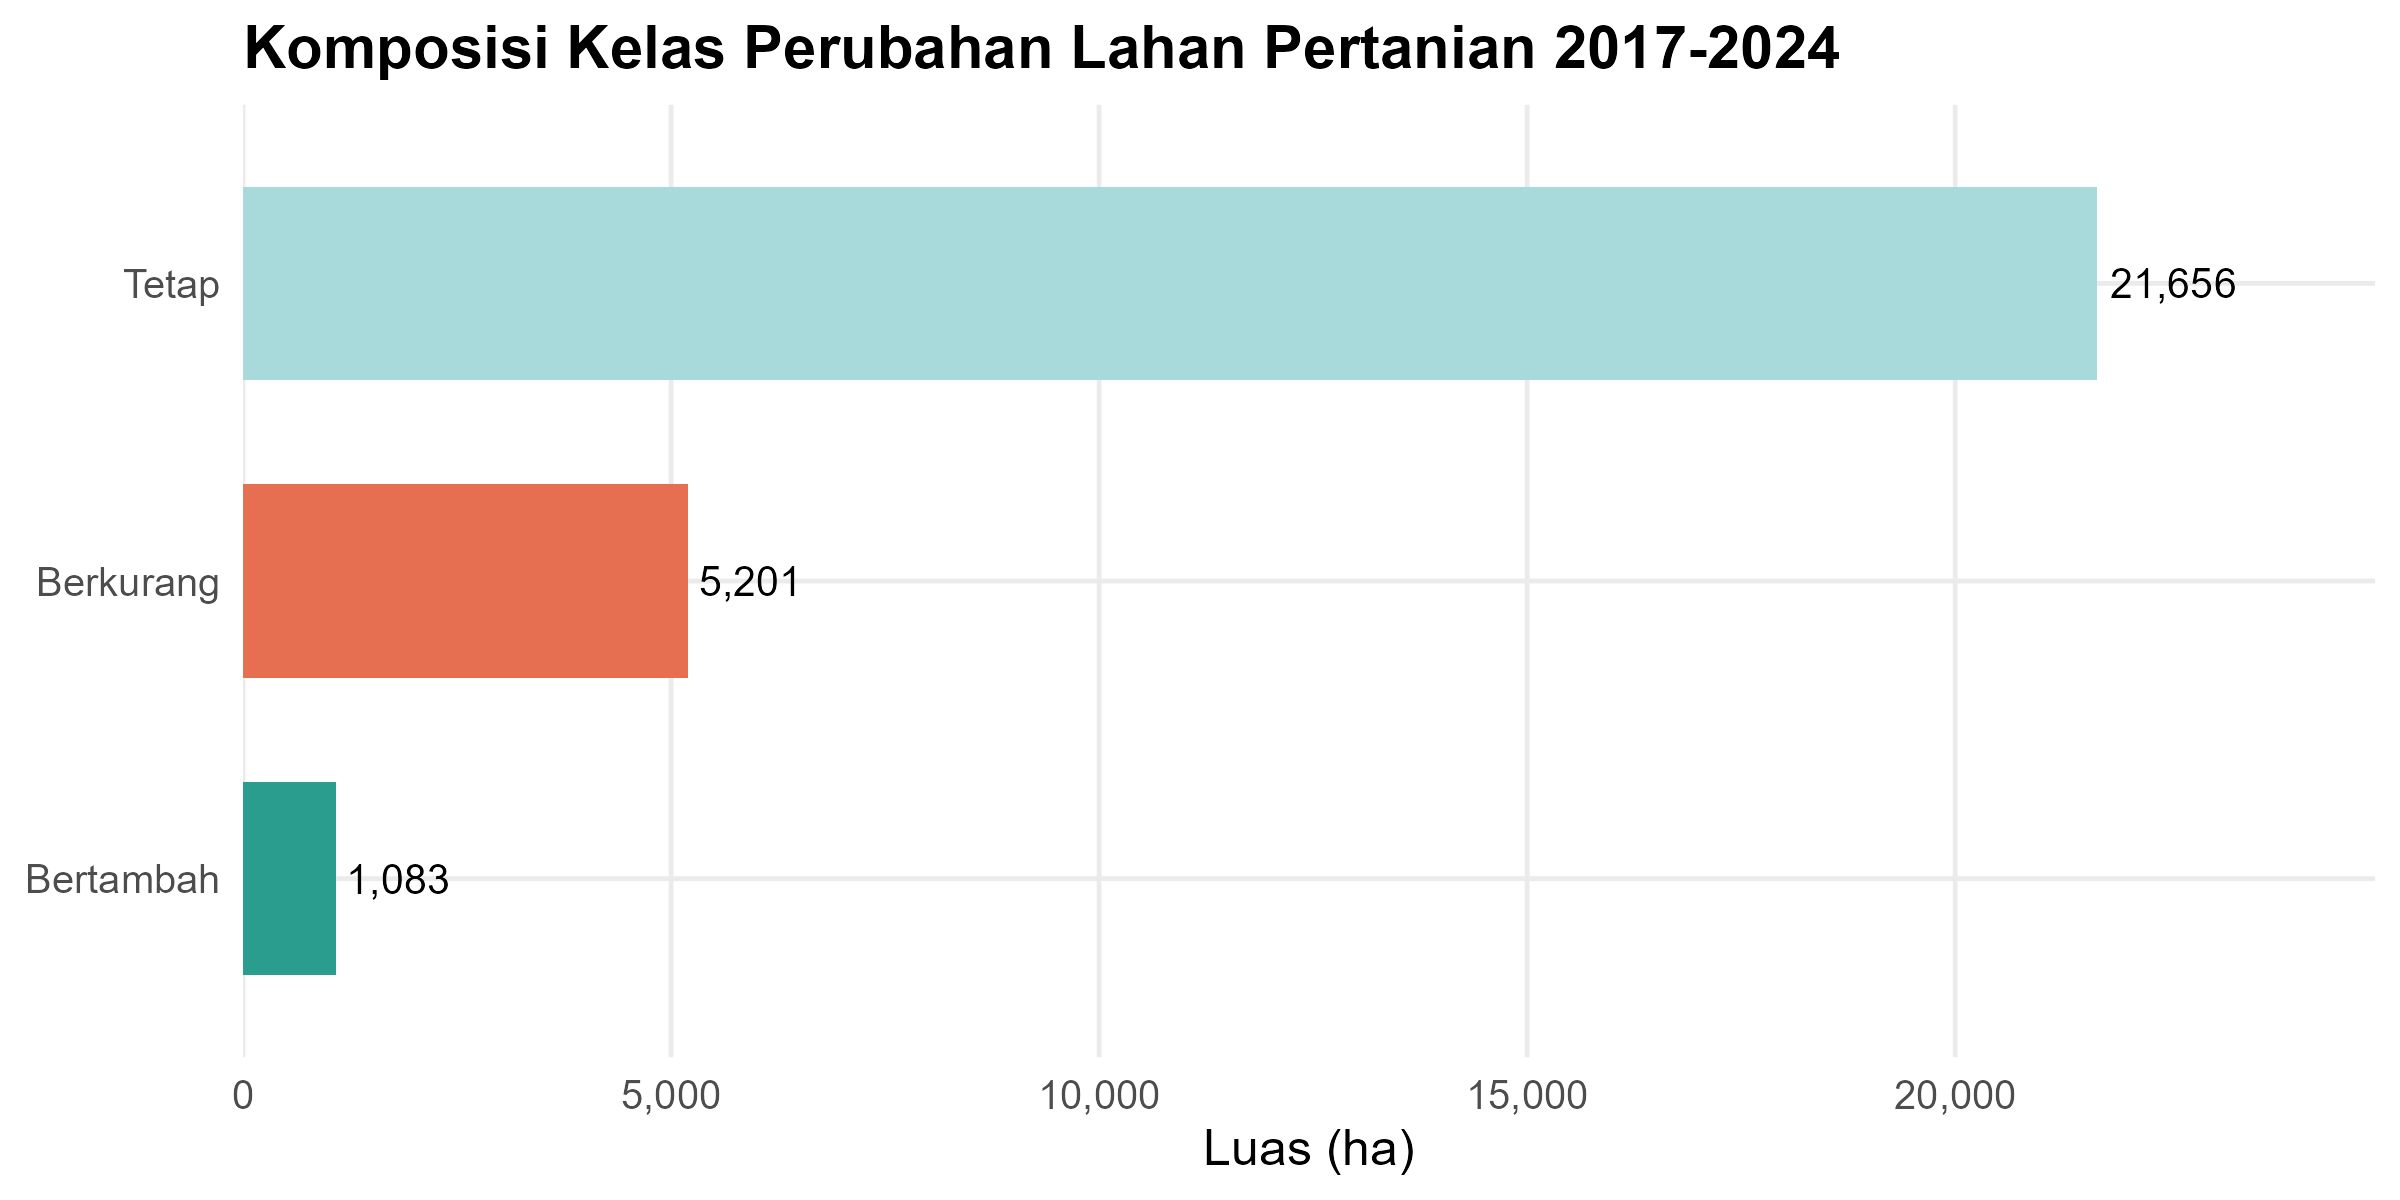 Komposisi Kelas Perubahan Lahan Pertanian 2017-2024
Tetap
21,656
Berkurang
5,201
Bertambah
1,083
0 5,000 10,000 15,000 20,000
Luas (ha)